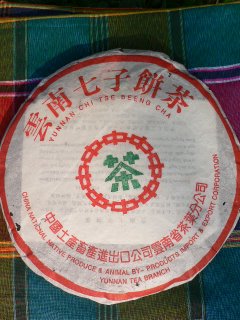 雲南七子餅茶
YUNNAN CHI TSE BEENG CHA
茶
中國土產畜產進出口公司雲南省茶葉分公司
CHINA NATIONAL NATIVE PRODUCE & ANIMAL BY-PRODUCTS IMPORT & EXPORT CORPORATION
YUNNAN TEA BRANCH